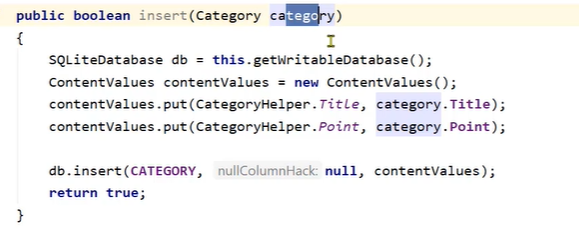 public boolean insert(Category category)
{
    SQLiteDatabase db = this.getWritableDatabase();
    ContentValues contentValues = new ContentValues();
    contentValues.put(CategoryHelper.Title, category.Title);
    contentValues.put(CategoryHelper.Point, category.Point);

    db.insert(CATEGORY, nullColumnHack: null, contentValues);
    return true;
}